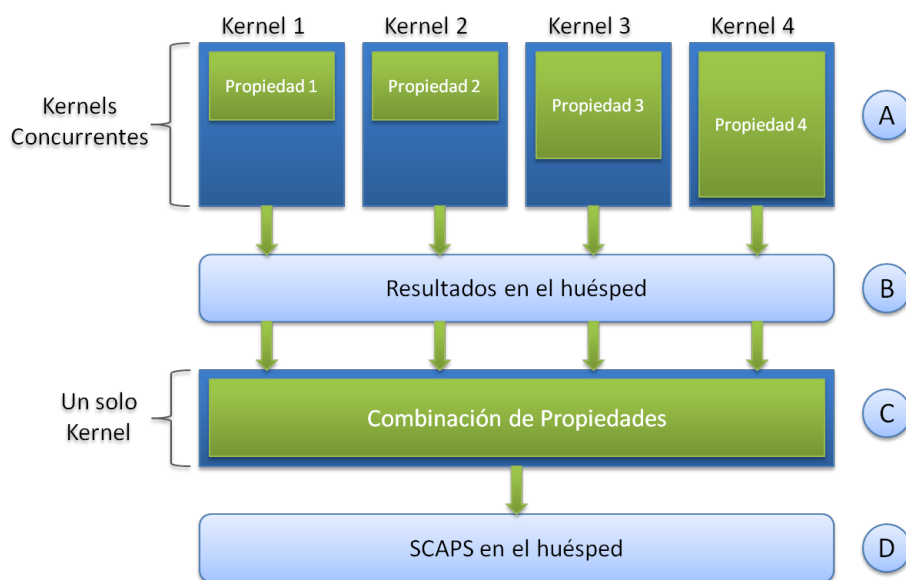 Kernel 1
Kernel 2
Kernel 3
Kernel 4
Propiedad 1
Propiedad 2
Propiedad 3
Propiedad 4
Kernels
Concurrentes
A
Resultados en el huésped
B
Un solo
Kernel
Combinación de Propiedades
C
SCAPS en el huésped
D